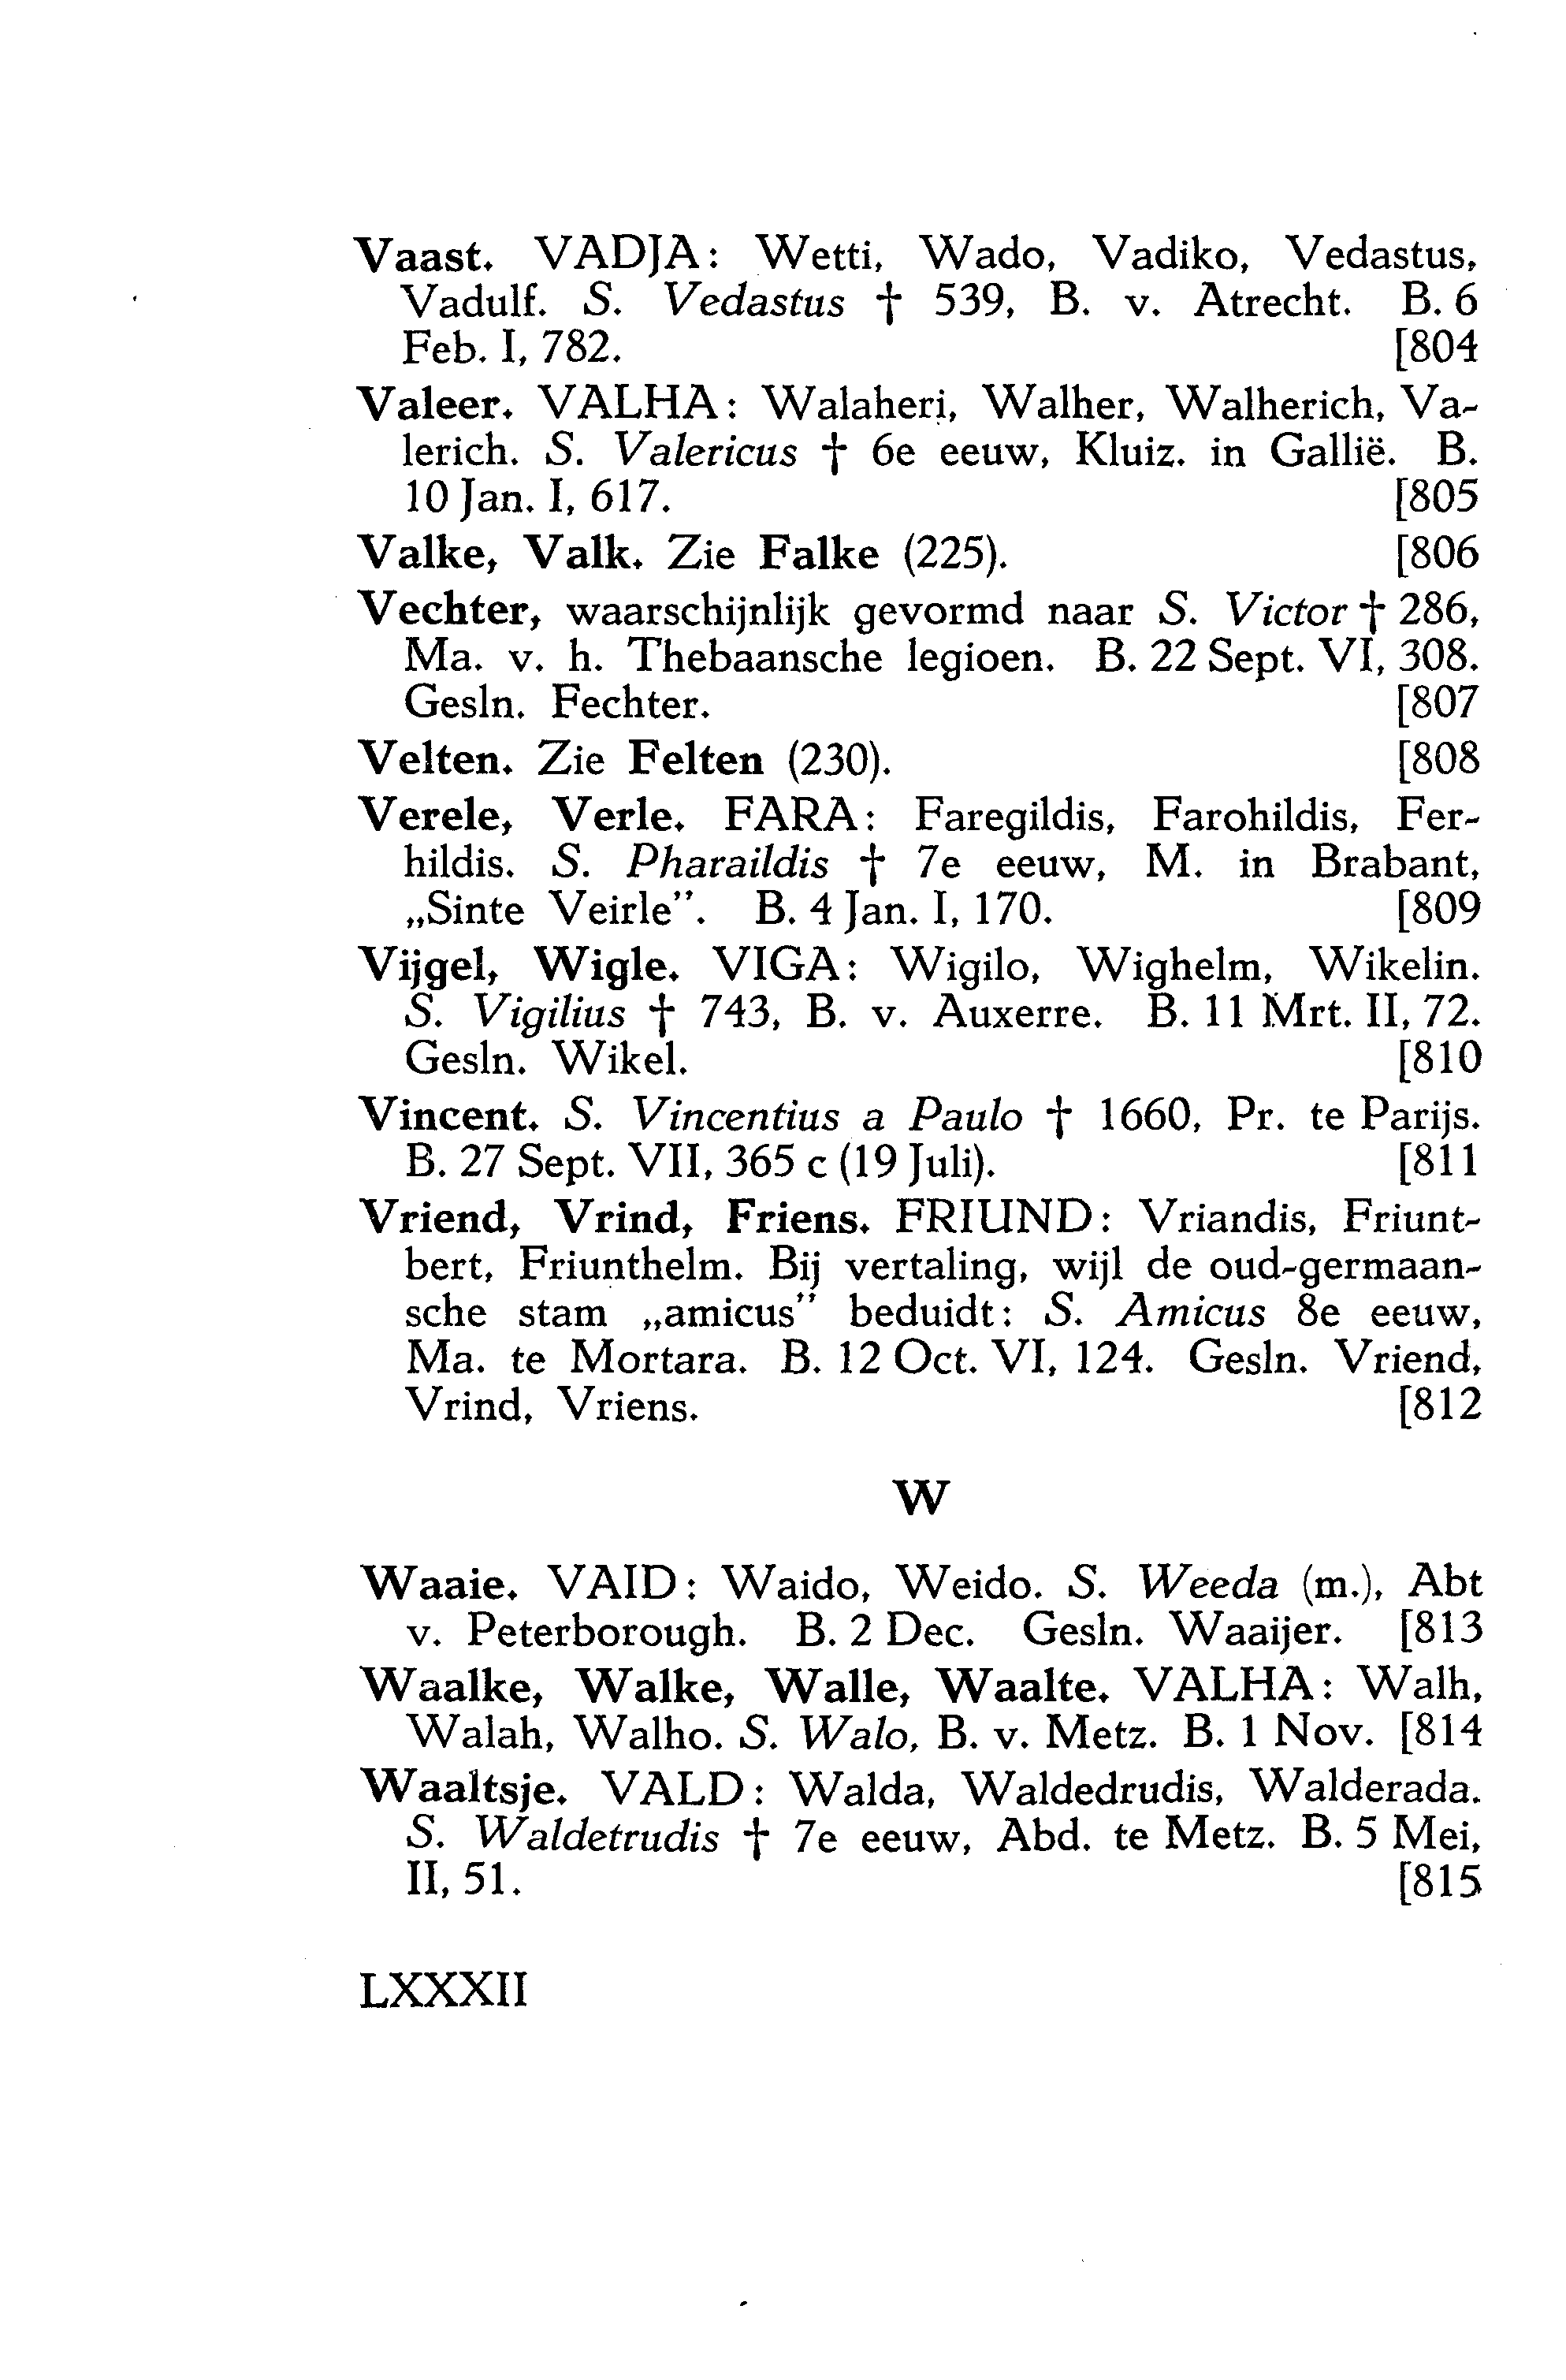 Vaast. VADJA: Wetti, Wado, Vadiko, Vedastus,
Vadulf. S. Vedastus † 539, B. v. Atrecht. B. 6
Feb. I, 782. [804
Valeer. VALHA: Walaheri, Walher, Walherich, Va-
lerich. S. Valericus † 6e eeuw, Kluiz. in Gallië. B.
10 Jan. I, 617. [805
Valke, Valk. Zie Falke (225). [806
Vechter, waarschijnlijk gevormd naar S. Victor † 286,
Ma. v. h. Thebaansche legioen. B. 22 Sept. VI, 308.
Gesln. Fechter. [807
Velten. Zie Felten (230). [808
Verele, Verle. FARA: Faregildis, Farohildis, Fer-
hildis. S. Pharaildis † 7e eeuw, M. in Brabant,
„Sinte Veirle”. B. 4 Jan. I, 170. [809
Vijgel, Wigle. VIGA: Wigilo, Wighelm, Wikelin.
S. Vigilius † 743, B. v. Auxerre. B. 11 Mrt. II, 72.
Gesln. Wikel. [810
Vincent. S. Vincentius a Paulo † 1660, Pr. te Parijs.
B. 27 Sept. VII, 365 c (19 Juli). [811
Vriend, Vrind, Friens. FRIUND: Vriandis, Friunt-
bert, Friunthelm. Bij vertaling, wijl de oud-germaan-
sche stam „amicus” beduidt: S. Amicus 8e eeuw,
Ma. te Mortara. B. 12 Oct. VI, 124. Gesln. Vriend,
Vrind, Vriens. [812
W
Waaie. VAID: Waido, Weido. S. Weeda (m.), Abt
v. Peterborough. B. 2 Dec. Gesln. Waaijer. [813
Waalke, Walke, Walle, Waalte. VALHA: Walh,
Walah, Walho. S. Walo, B. v. Metz. B. 1 Nov. [814
Waaltsje. VALD: Walda, Waldedrudis, Walderada.
S. Waldetrudis † 7e eeuw, Abd. te Metz. B. 5 Mei,
II, 51. [815
LXXXII